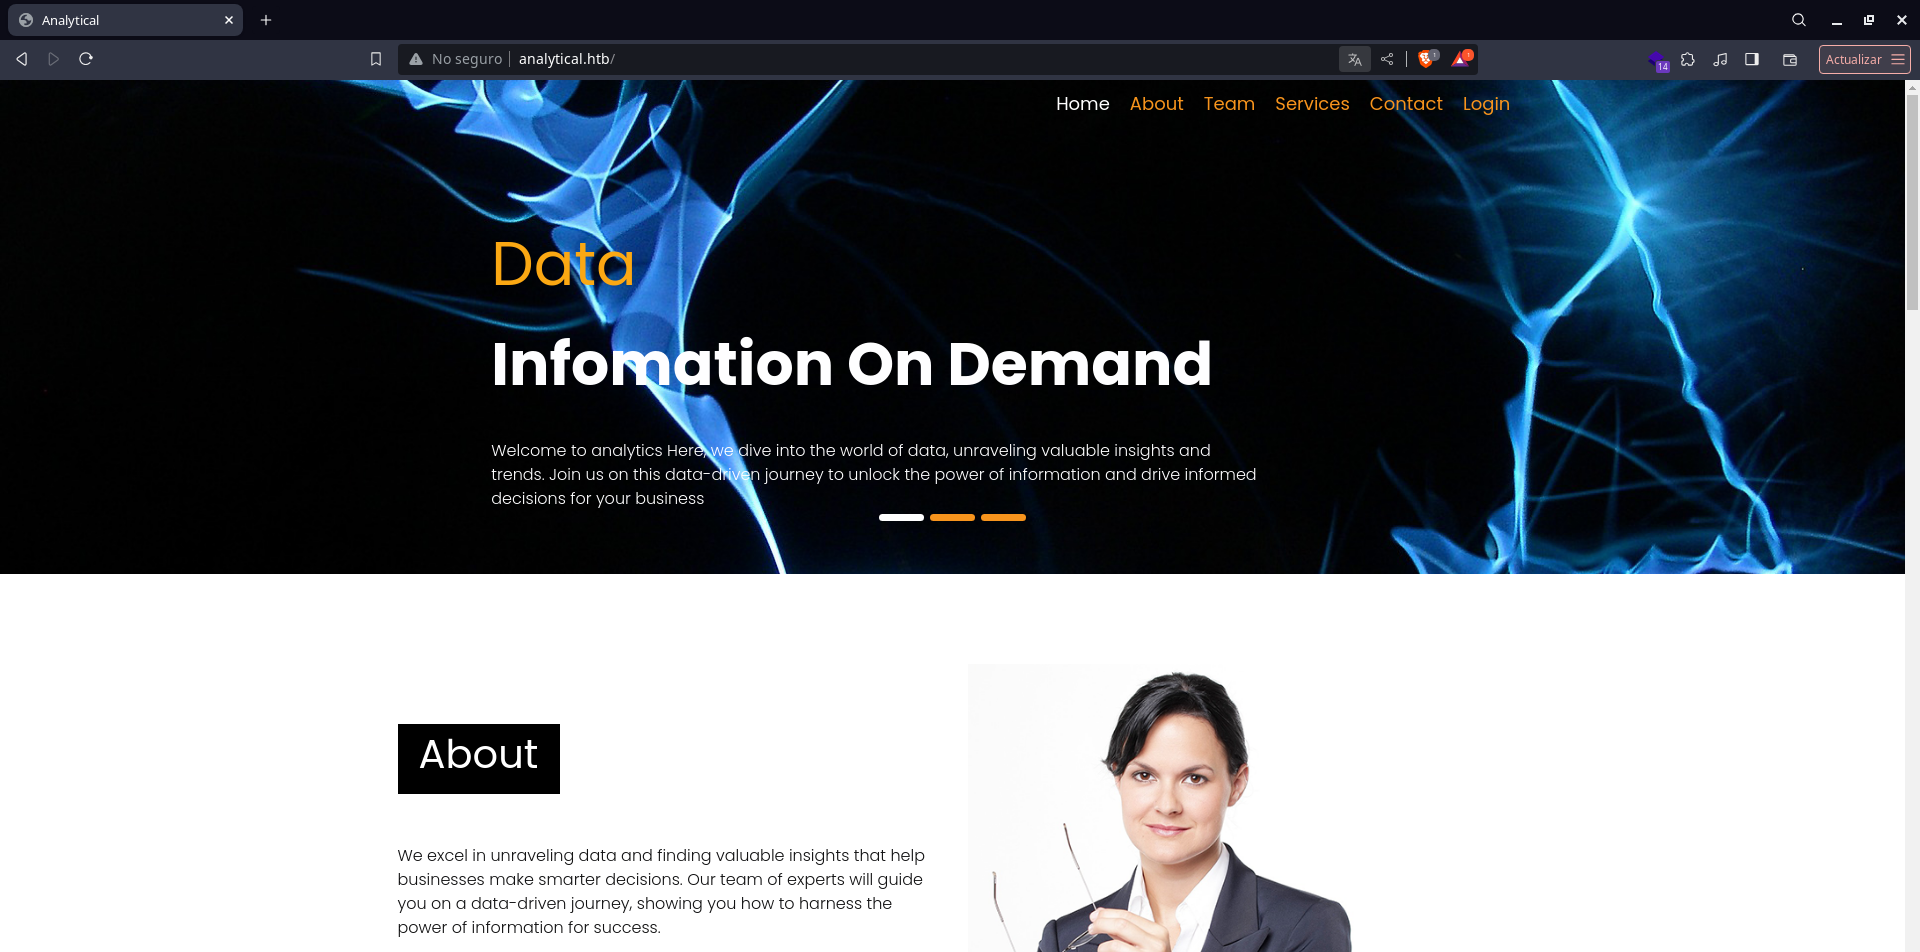 Analytical
No seguro
analytical.htb/
14
Actualizar
Home About Team Services Contact Login
Data
Infomation On Demand
Welcome to analytics Here, we dive into the world of data, unraveling valuable insights and
trends. Join us on this data-driven journey to unlock the power of information and drive informed
decisions for your business
About
We excel in unraveling data and finding valuable insights that help
businesses make smarter decisions. Our team of experts will guide
you on a data-driven journey, showing you how to harness the
power of information for success.